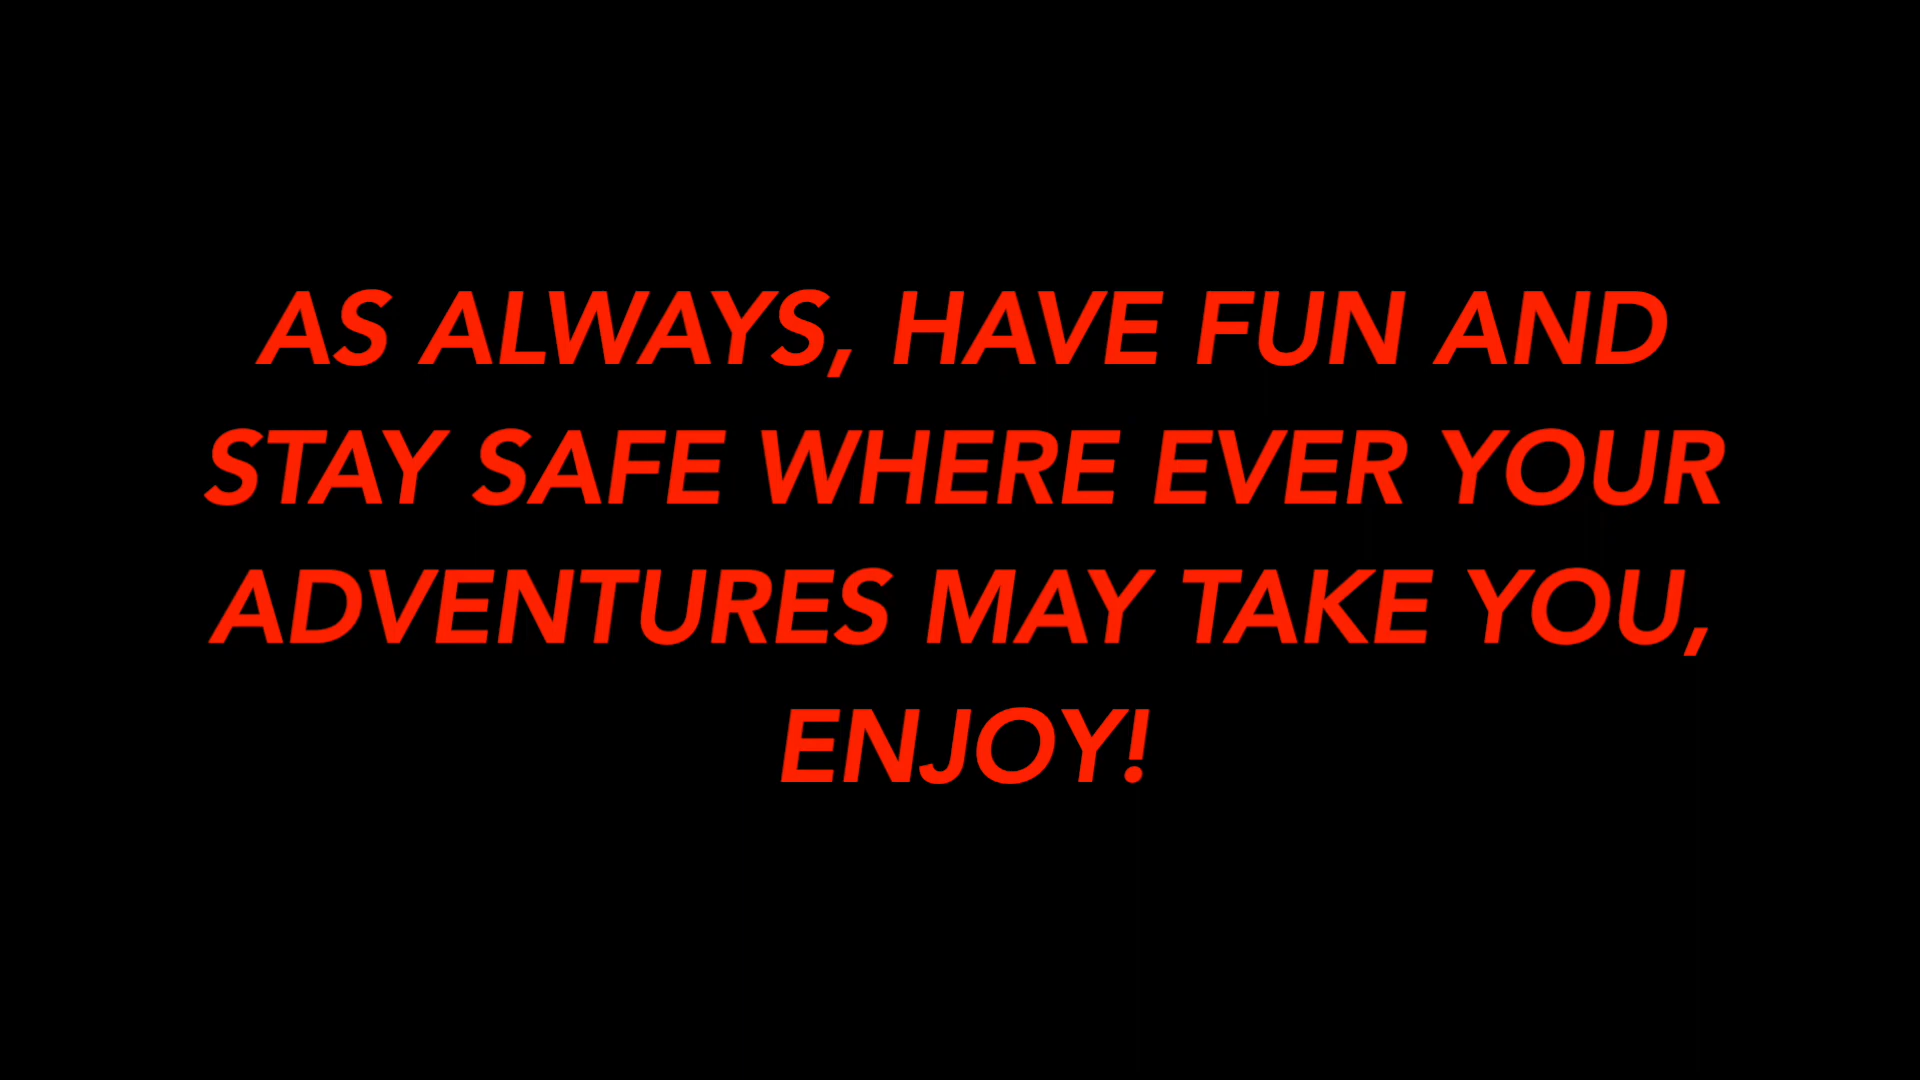 AS ALWAYS, HAVE FUN AND
STAY SAFE WHERE EVER YOUR
ADVENTURES MAY TAKE YOU,
ENJOY!